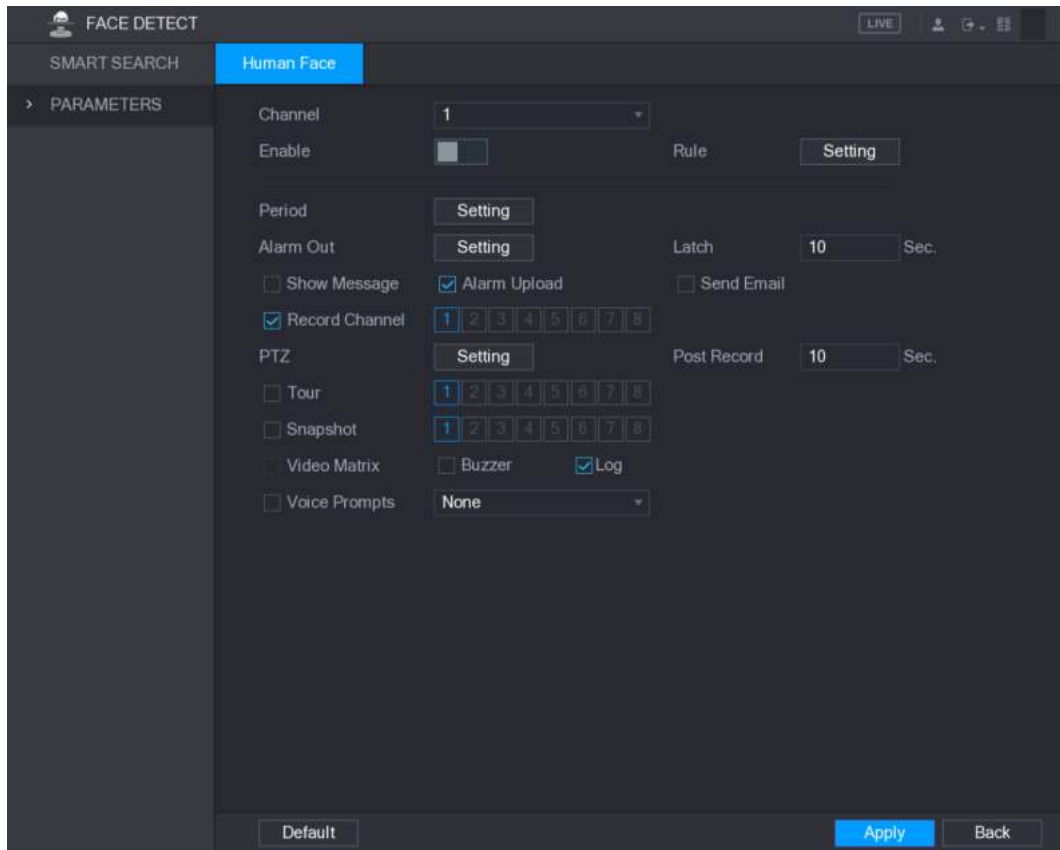 FACE DETECT LIVE
SMART SEARCH Human Face
PARAMETERS
Channel 1
Enable Rule Setting
Period Setting
Alarm Out Setting Latch 10 Sec.
Show Message Alarm Upload Send Email
Record Channel 1 2 3 4 5 6 7 8
PTZ Setting Post Record 10 Sec.
Tour 1 2 3 4 5 6 7 8
Snapshot 1 2 3 4 5 6 7 8
Video Matrix Buzzer Log
Voice Prompts None
Default Apply Back